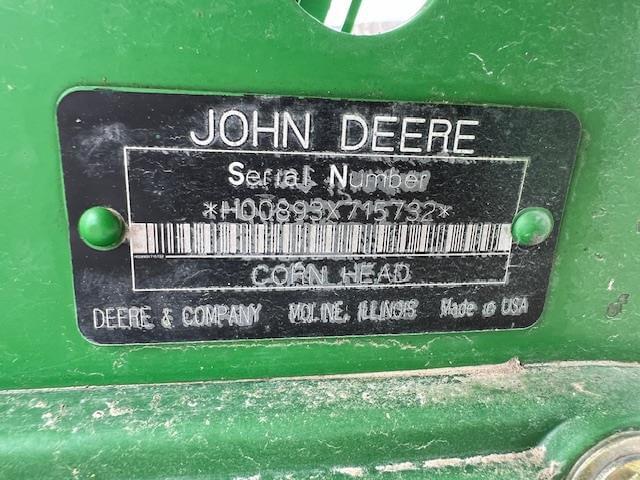 JOHN DEERE
Serial Number
*H00893X715732*
CORN HEAD
DEERE & COMPANY MOLINE, ILLINOIS Made in USA